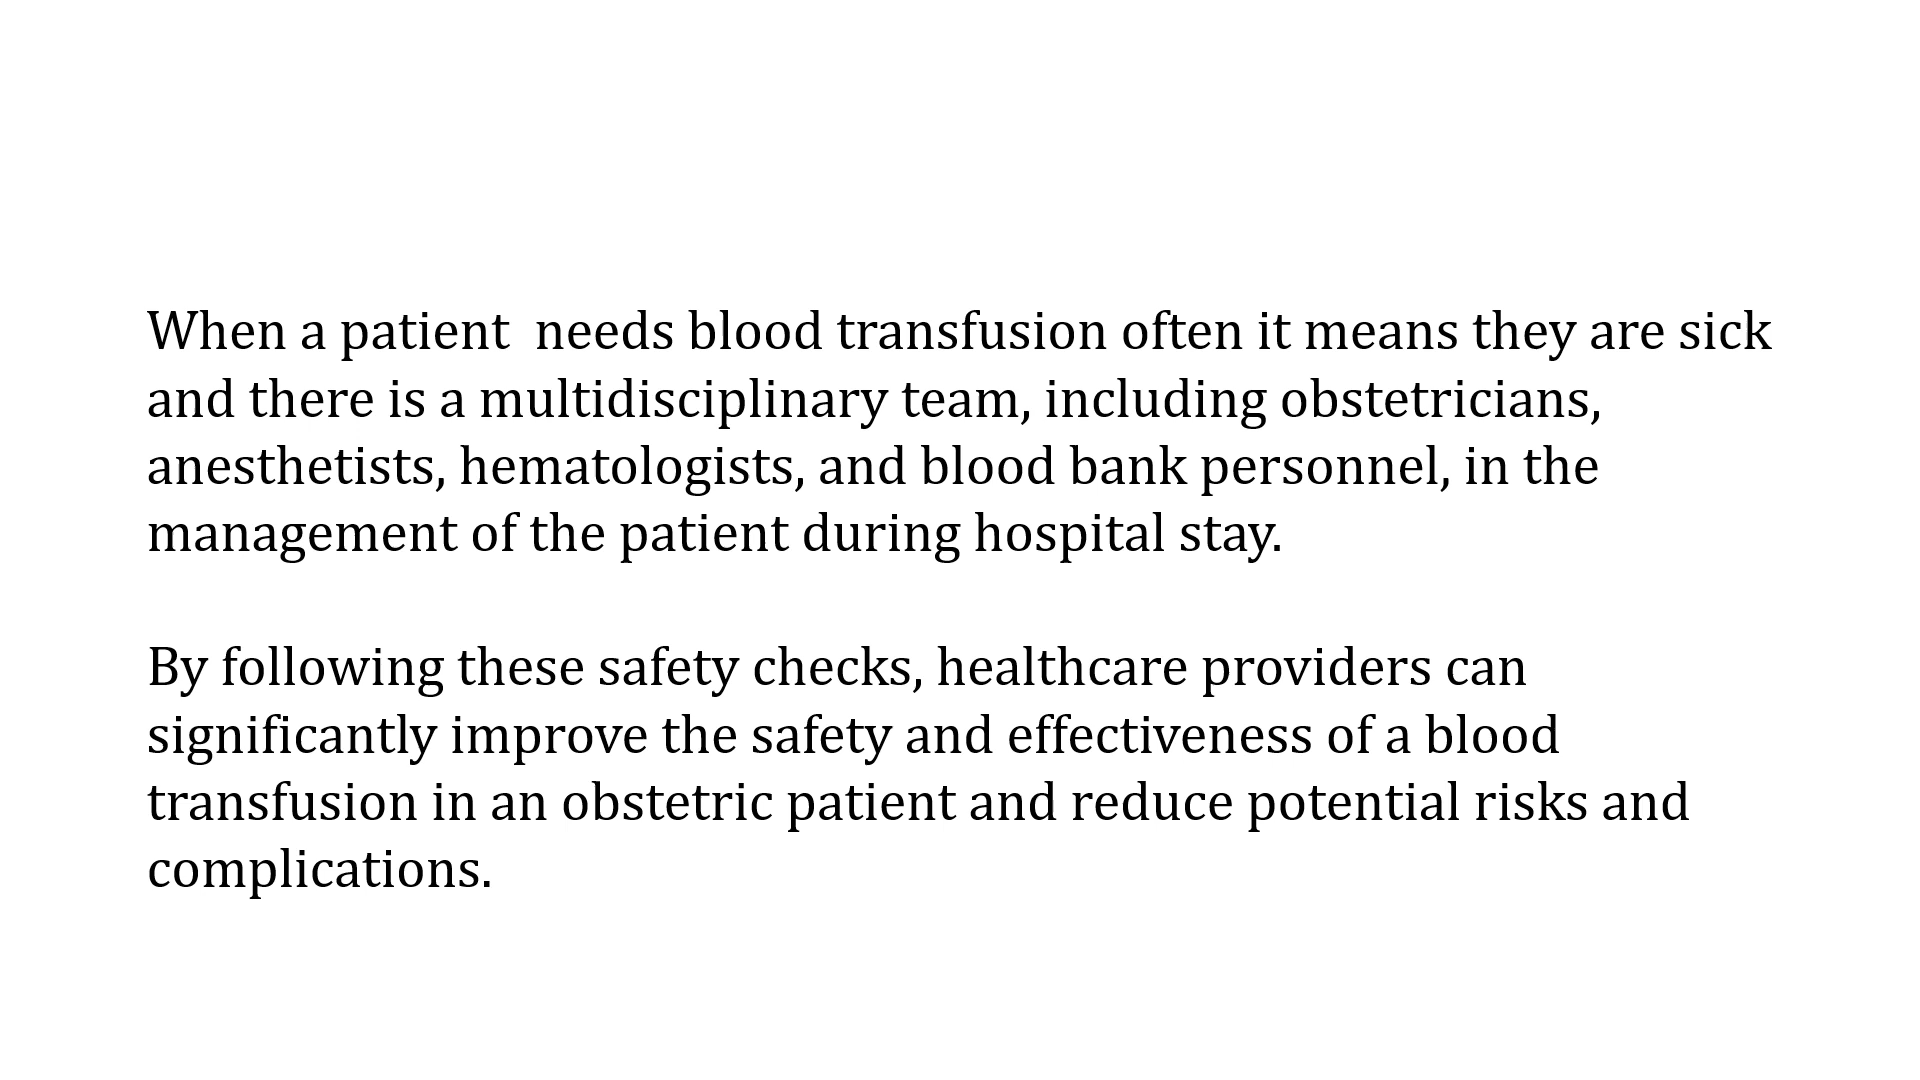 When a patient  needs blood transfusion often it means they are sick
and there is a multidisciplinary team, including obstetricians,
anesthetists, hematologists, and blood bank personnel, in the
management of the patient during hospital stay.
By following these safety checks, healthcare providers can
significantly improve the safety and effectiveness of a blood
transfusion in an obstetric patient and reduce potential risks and
complications.